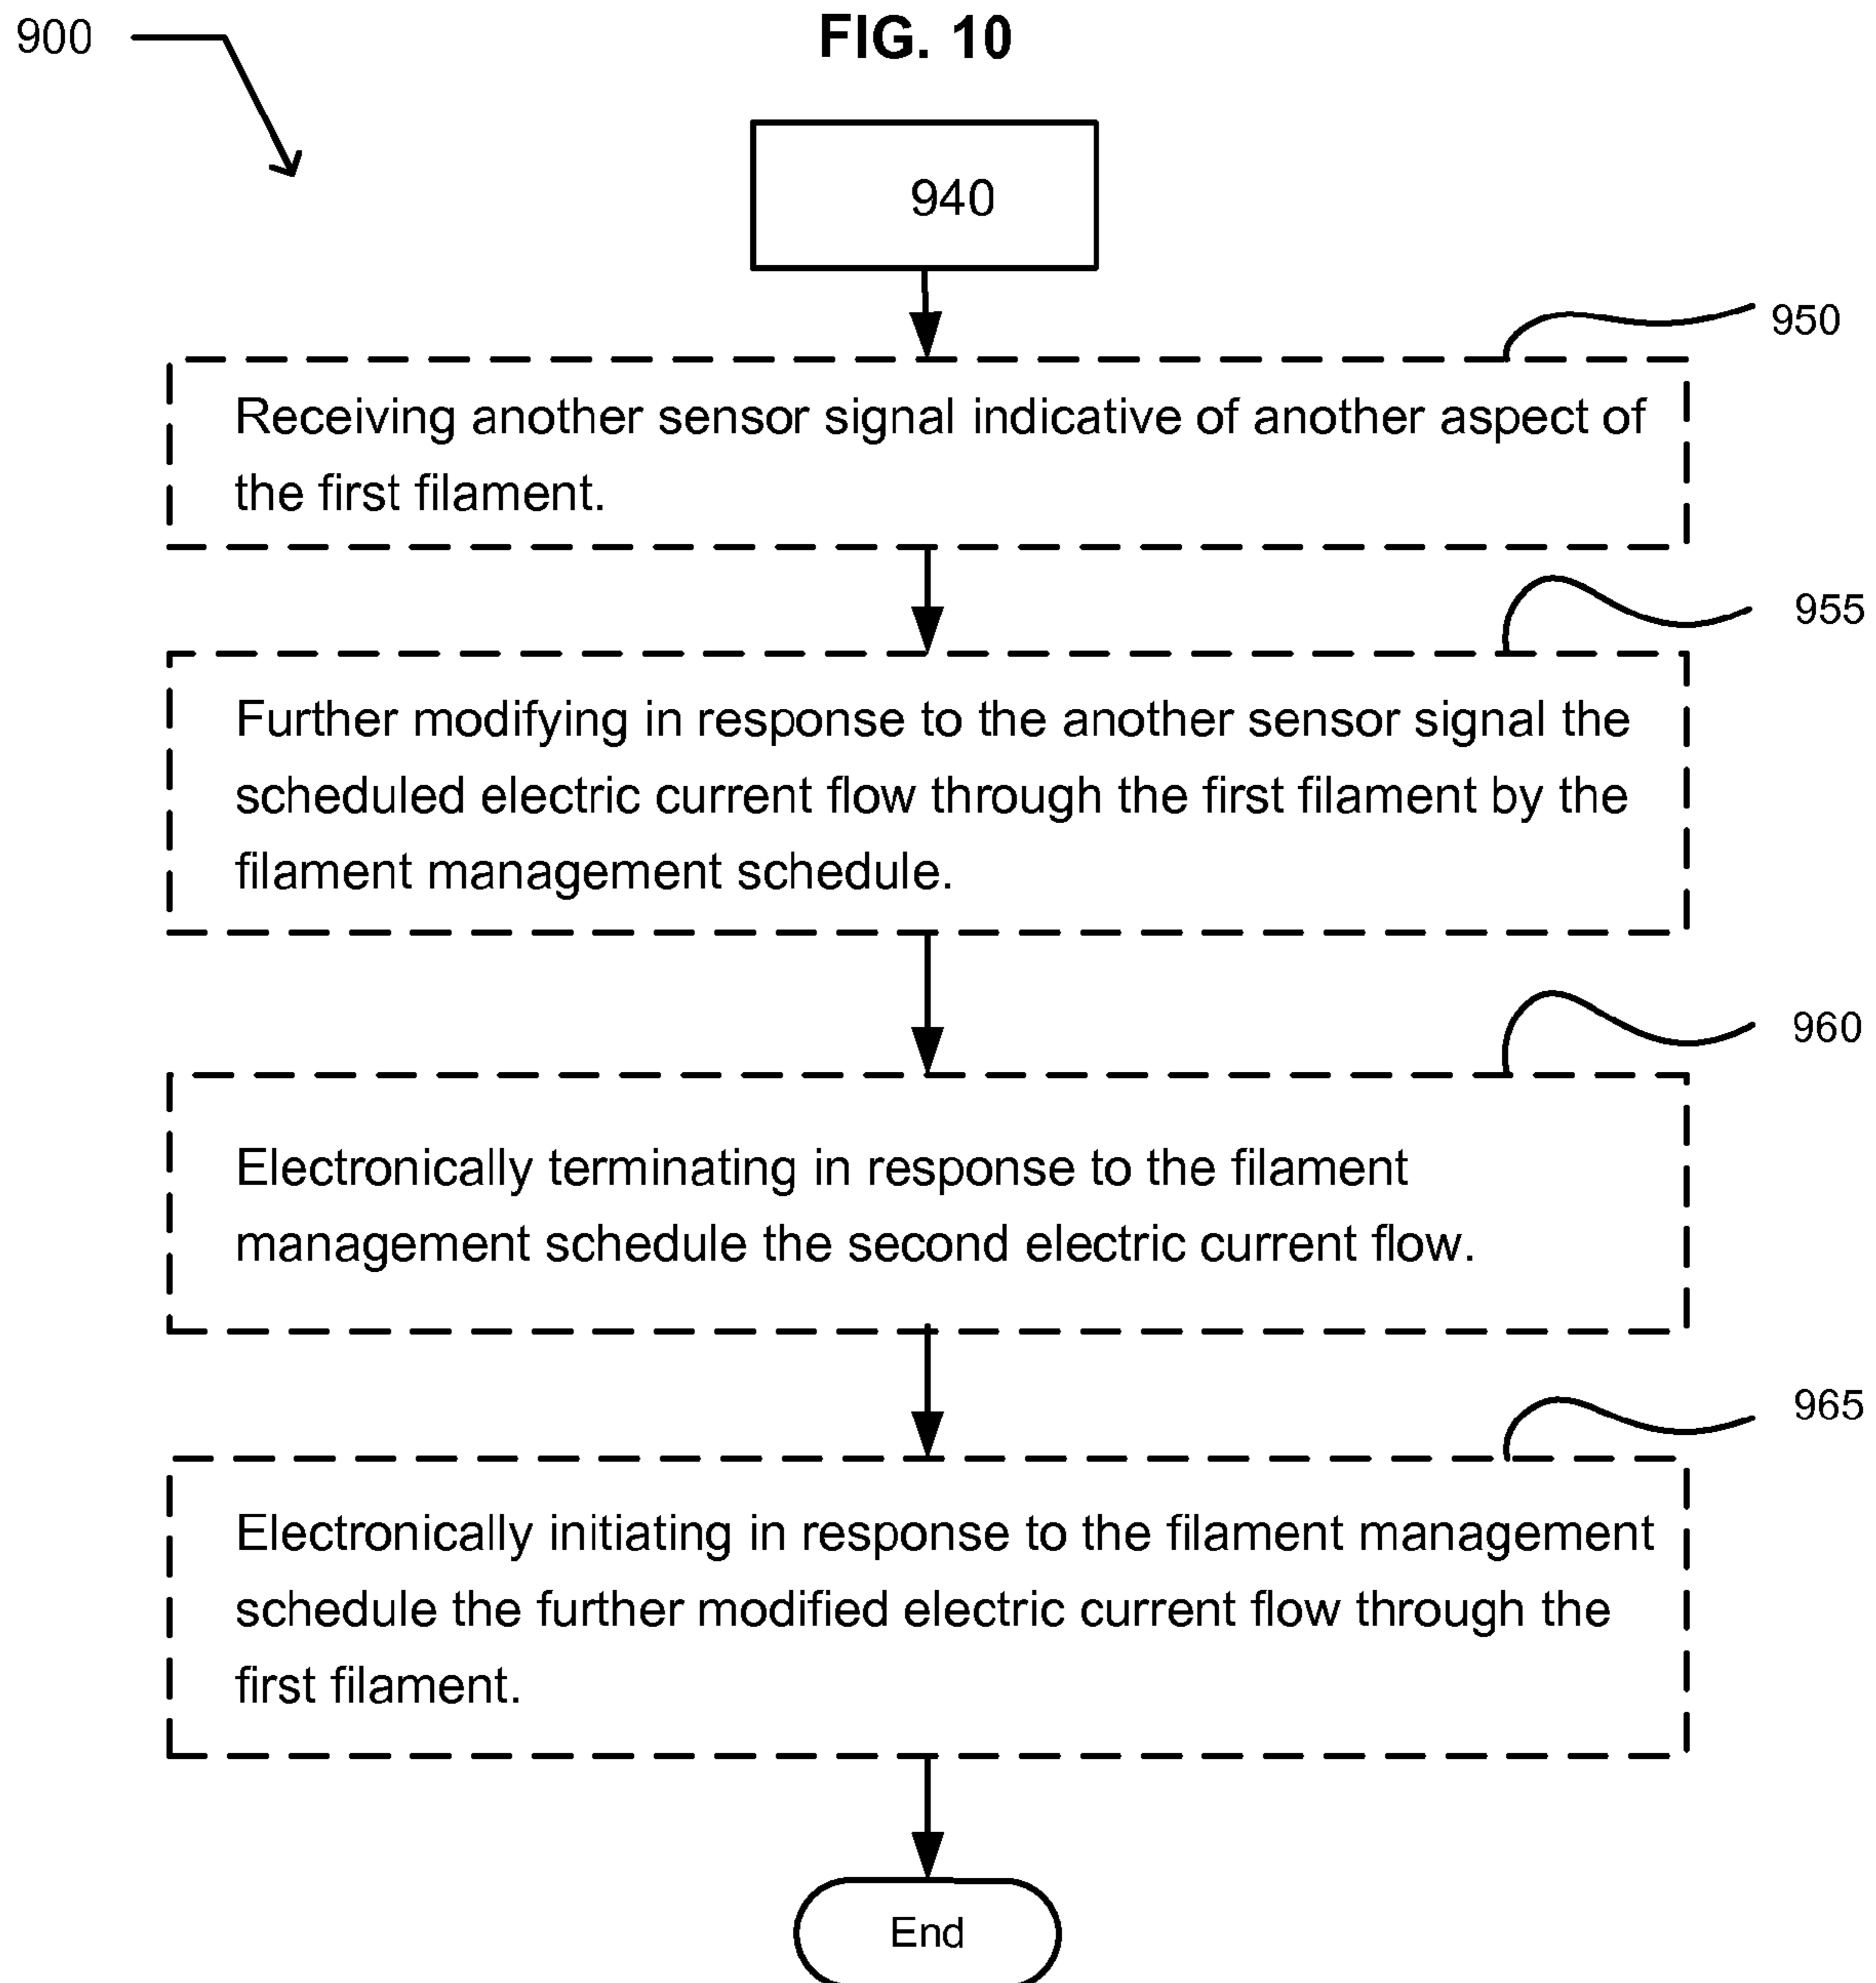 900
FIG. 10
940
950
Receiving another sensor signal indicative of another aspect of
the first filament.
955
Further modifying in response to the another sensor signal the
scheduled electric current flow through the first filament by the
filament management schedule.
960
Electronically terminating in response to the filament
management schedule the second electric current flow.
965
Electronically initiating in response to the filament management
schedule the further modified electric current flow through the
first filament.
End